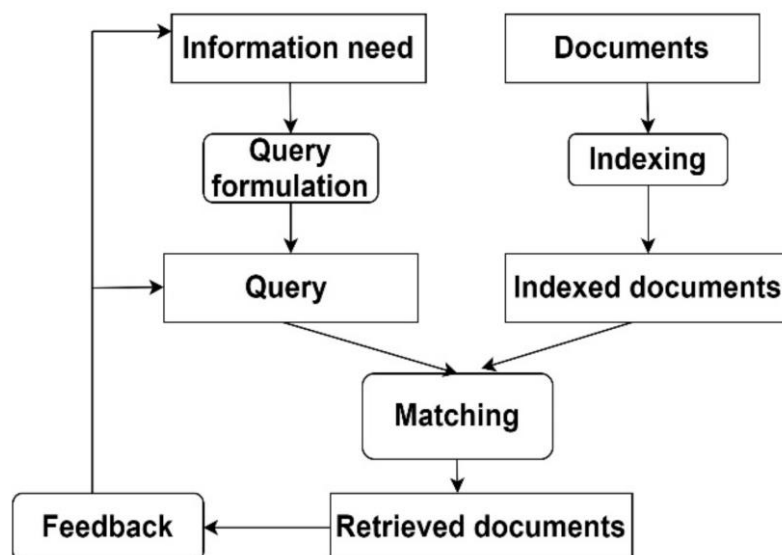 Information need
Documents
Query
formulation
Indexing
Query
Indexed documents
Matching
Feedback
Retrieved documents